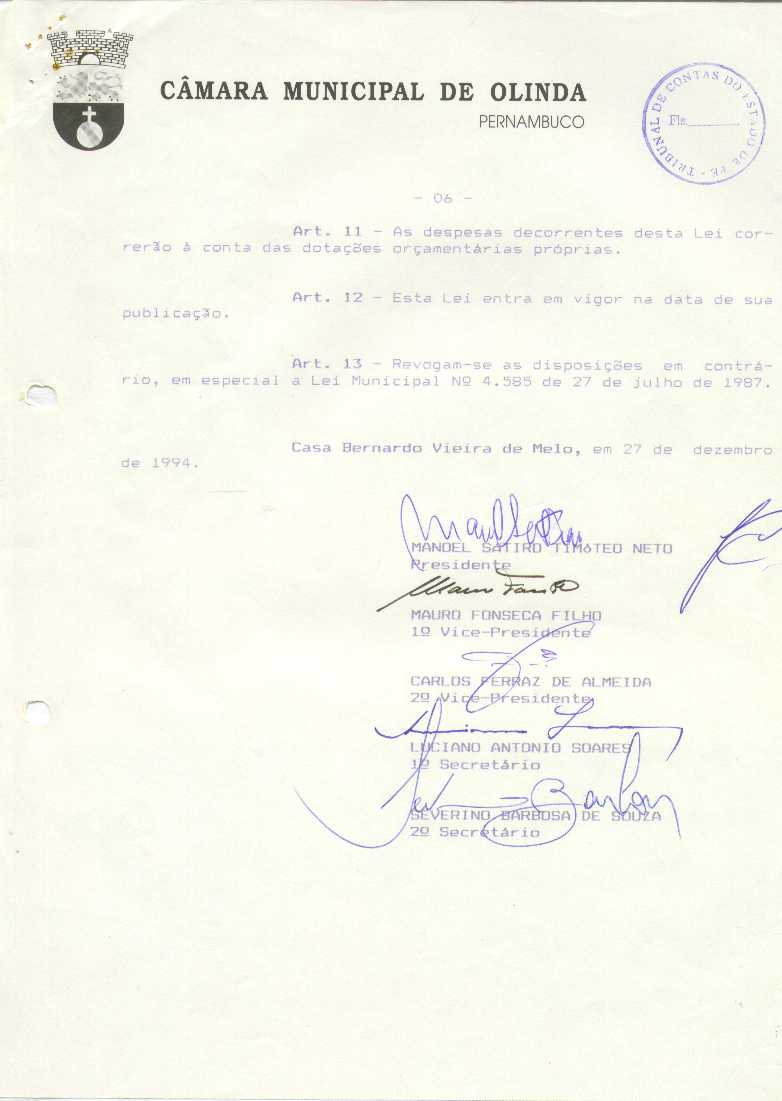 CÂMARA MUNICIPAL DE OLINDA
PERNAMBUCO
TRIBUNAL DE CONTAS DO ESTADO DE PE -
Fls.
- 06 -
Art. 11 - As despesas decorrentes desta Lei cor-
rerão à conta das dotações orçamentárias próprias.
Art. 12 - Esta Lei entra em vigor na data de sua
publicação.
Art. 13 - Revogam-se as disposições em contrá-
rio, em especial a Lei Municipal Nº 4.585 de 27 de julho de 1987.
Casa Bernardo Vieira de Melo, em 27 de dezembro
de 1994.
MANOEL SATIRO TIMÓTEO NETO
Presidente
MAURO FONSECA FILHO
1º Vice-Presidente
CARLOS FERRAZ DE ALMEIDA
2º Vice-Presidente
LUCIANO ANTONIO SOARES
1º Secretário
SEVERINO BARBOSA DE SOUZA
2º Secretário